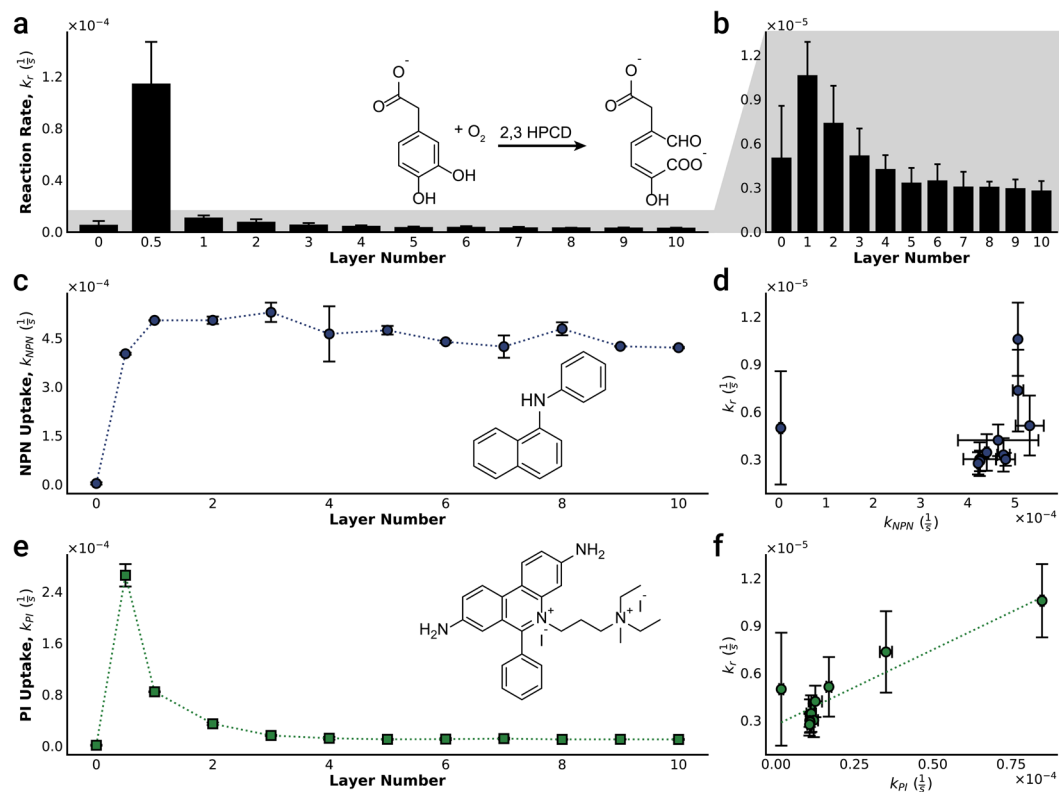 a
×10⁻⁴
Reaction Rate, kᵣ (1/s)
1.2
0.8
0.4
0.0
0 0.5 1 2 3 4 5 6 7 8 9 10
Layer Number
O⁻
O
OH
OH
+ O₂
2,3 HPCD
O⁻
O
CHO
COO⁻
OH
b
×10⁻⁵
1.2
0.9
0.6
0.3
0.0
0 1 2 3 4 5 6 7 8 9 10
Layer Number
c
×10⁻⁴
NPN Uptake, k_NPN (1/s)
4.5
3.0
1.5
0.0
0 2 4 6 8 10
Layer Number
HN
d
×10⁻⁵
kᵣ (1/s)
1.2
0.9
0.6
0.3
0 1 2 3 4 5
×10⁻⁴
k_NPN (1/s)
e
×10⁻⁴
PI Uptake, k_PI (1/s)
2.4
1.6
0.8
0.0
0 2 4 6 8 10
Layer Number
NH₂
H₂N
N⁺
I⁻
N⁺
I⁻
f
×10⁻⁵
kᵣ (1/s)
1.2
0.9
0.6
0.3
0.00 0.25 0.50 0.75
×10⁻⁴
k_PI (1/s)